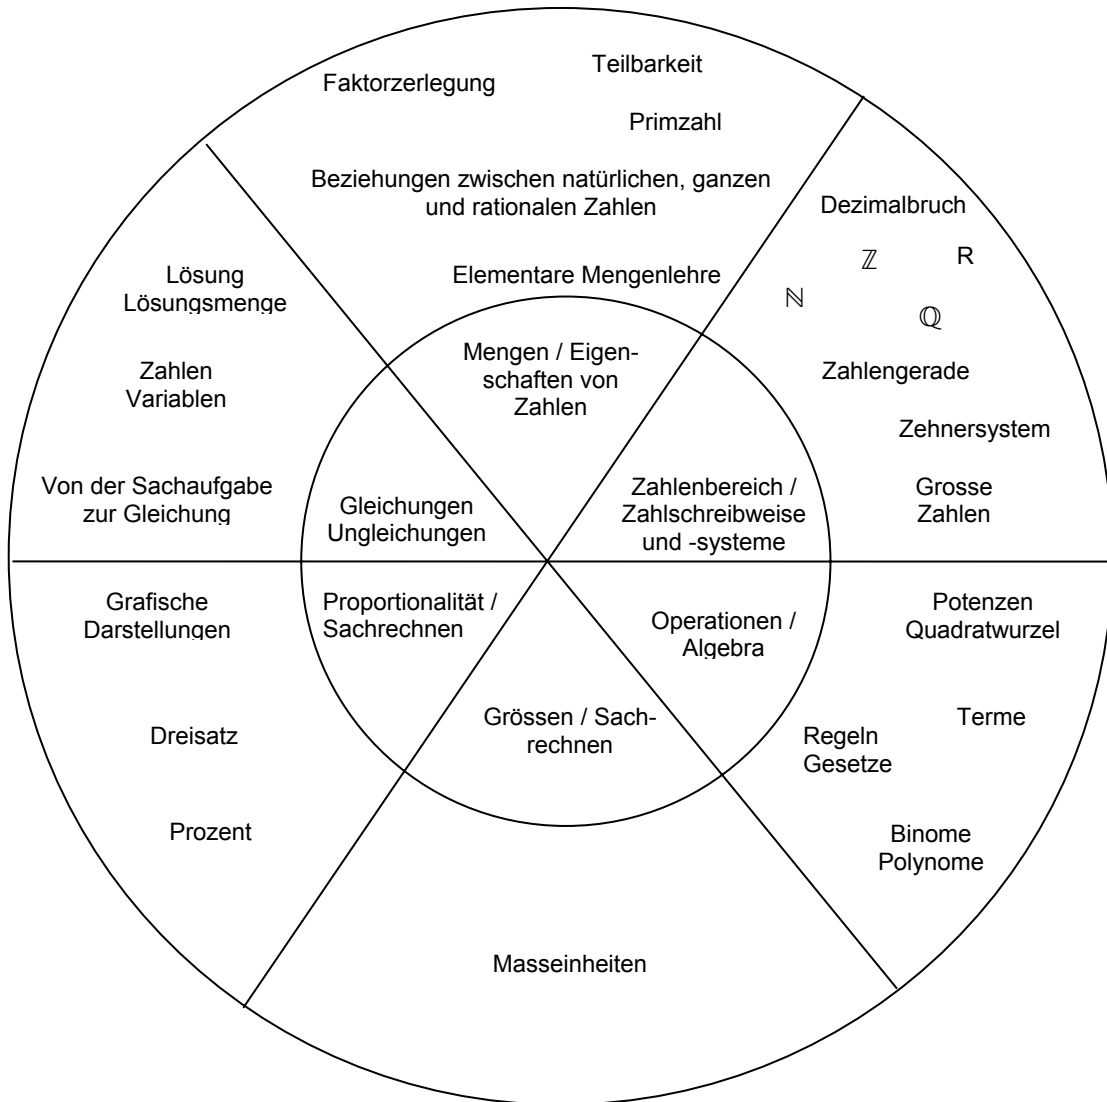 Faktorzerlegung
Teilbarkeit
Primzahl
Beziehungen zwischen natürlichen, ganzen
und rationalen Zahlen
Elementare Mengenlehre
Mengen / Eigen-
schaften von
Zahlen
Dezimalbruch
ℤ
R
ℕ
ℚ
Zahlengerade
Zehnersystem
Grosse
Zahlen
Zahlenbereich /
Zahlschreibweise
und -systeme
Lösung
Lösungsmenge
Zahlen
Variablen
Von der Sachaufgabe
zur Gleichung
Gleichungen
Ungleichungen
Grafische
Darstellungen
Dreisatz
Prozent
Proportionalität /
Sachrechnen
Grössen / Sach-
rechnen
Masseinheiten
Operationen /
Algebra
Potenzen
Quadratwurzel
Terme
Regeln
Gesetze
Binome
Polynome